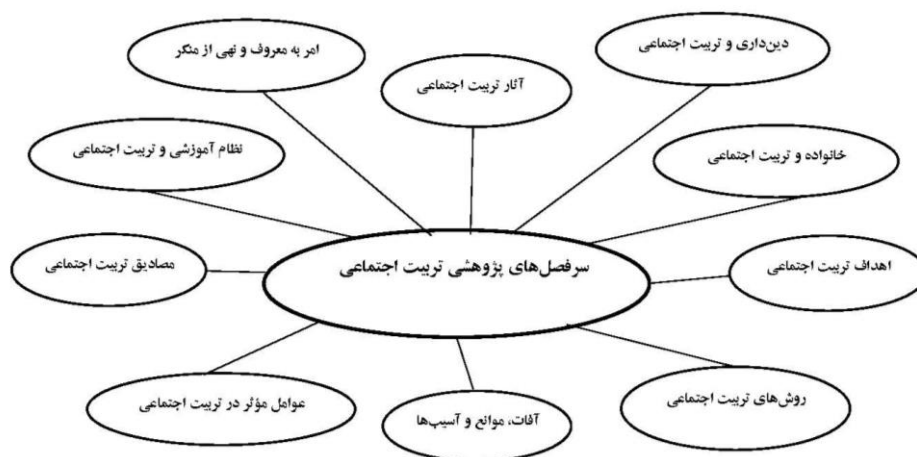 دین‌داری و تربیت اجتماعی
امر به معروف و نهی از منکر
آثار تربیت اجتماعی
نظام آموزشی و تربیت اجتماعی
خانواده و تربیت اجتماعی
سرفصل‌های پژوهشی تربیت اجتماعی
اهداف تربیت اجتماعی
مصادیق تربیت اجتماعی
روش‌های تربیت اجتماعی
آفات، موانع و آسیب‌ها
عوامل مؤثر در تربیت اجتماعی